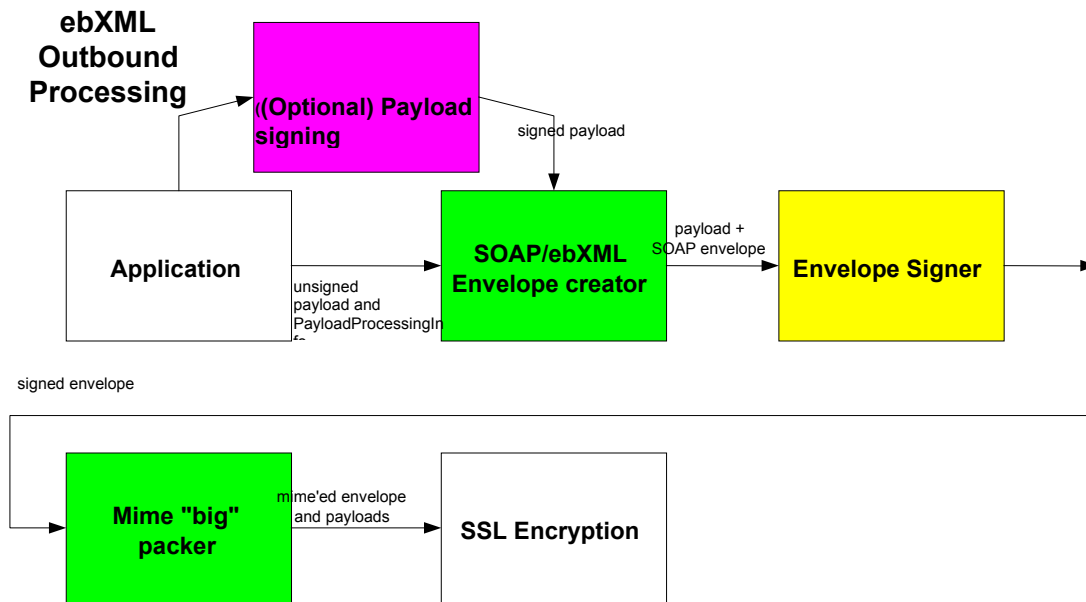 ebXML
Outbound
Processing
((Optional) Payload
signing
signed payload
Application
unsigned
payload and
PayloadProcessingIn
SOAP/ebXML
Envelope creator
payload +
SOAP envelope
Envelope Signer
signed envelope
Mime "big"
packer
mime'ed envelope
and payloads
SSL Encryption